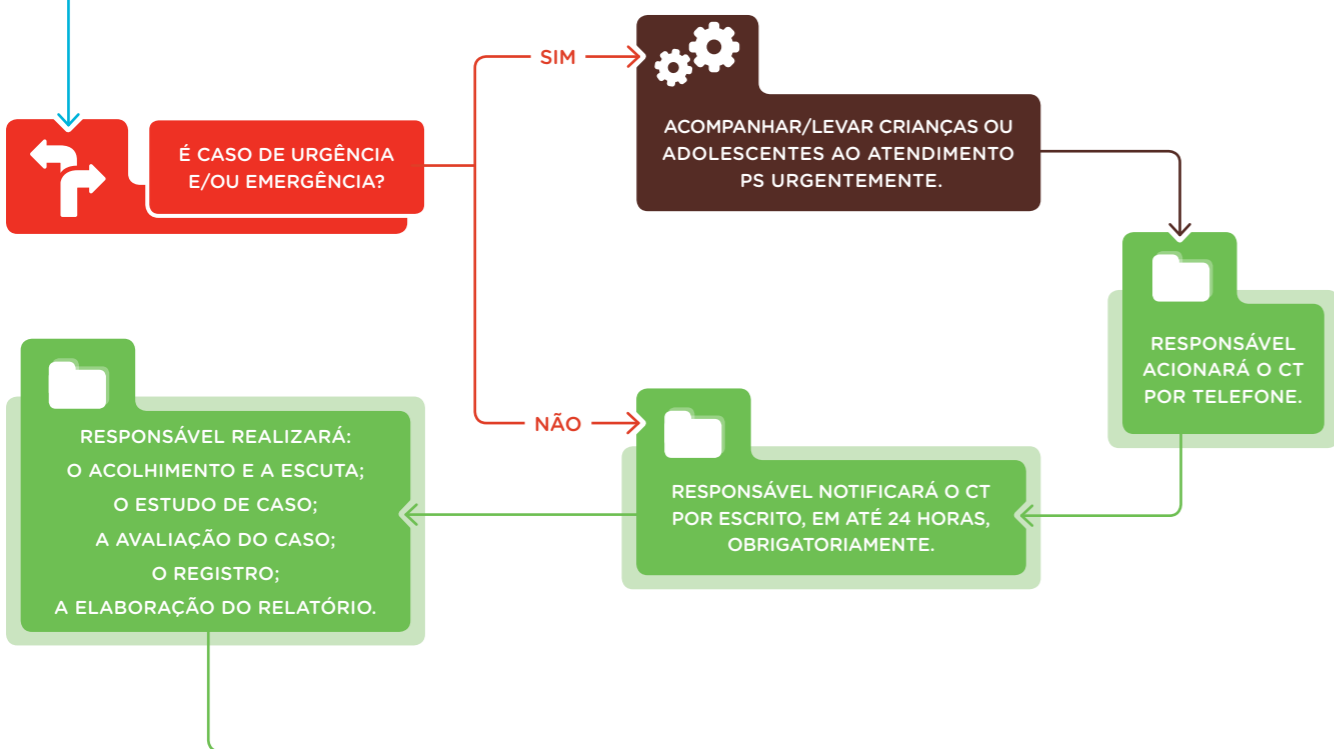 É CASO DE URGÊNCIA
E/OU EMERGÊNCIA?
SIM
ACOMPANHAR/LEVAR CRIANÇAS OU
ADOLESCENTES AO ATENDIMENTO
PS URGENTEMENTE.
RESPONSÁVEL
ACIONARÁ O CT
POR TELEFONE.
NÃO
RESPONSÁVEL NOTIFICARÁ O CT
POR ESCRITO, EM ATÉ 24 HORAS,
OBRIGATORIAMENTE.
RESPONSÁVEL REALIZARÁ:
O ACOLHIMENTO E A ESCUTA;
O ESTUDO DE CASO;
A AVALIAÇÃO DO CASO;
O REGISTRO;
A ELABORAÇÃO DO RELATÓRIO.